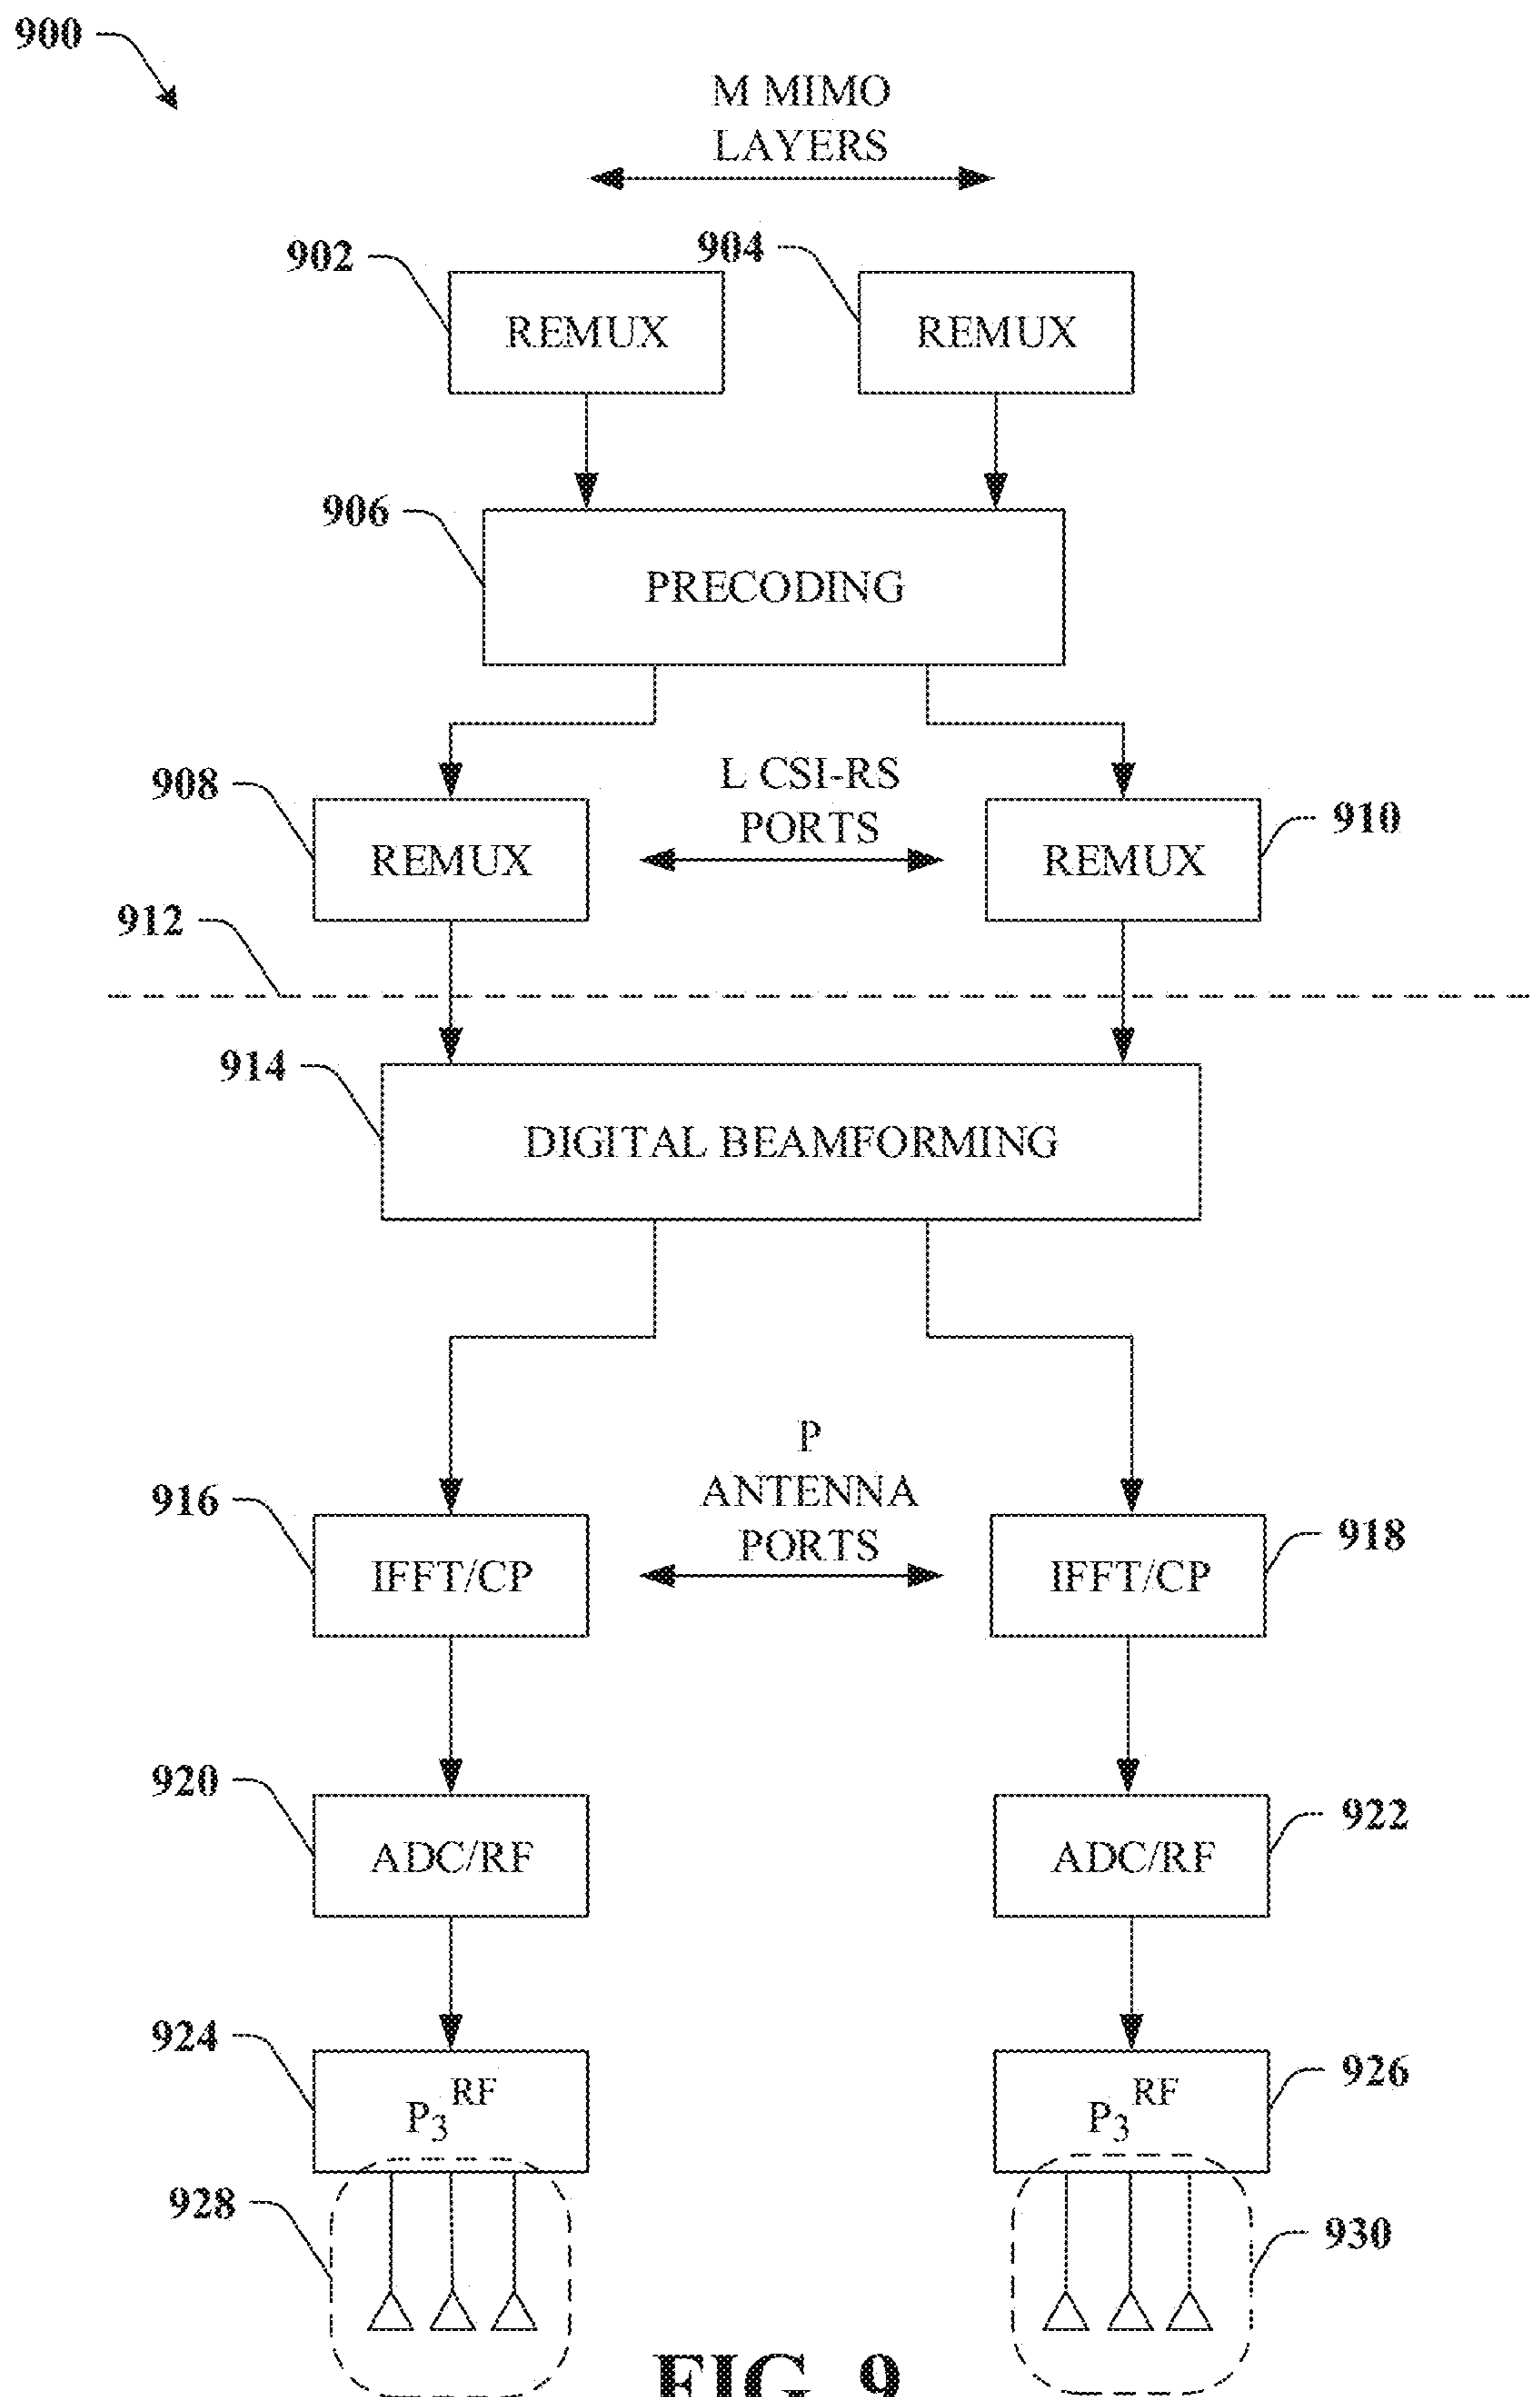 900
M MIMO
LAYERS
902
904
REMUX
REMUX
906
PRECODING
L CSI-RS
PORTS
908
910
REMUX
REMUX
912
914
DIGITAL BEAMFORMING
P
ANTENNA
PORTS
916
918
IFFT/CP
IFFT/CP
920
922
ADC/RF
ADC/RF
924
926
P3RF
P3RF
928
930
FIG. 9